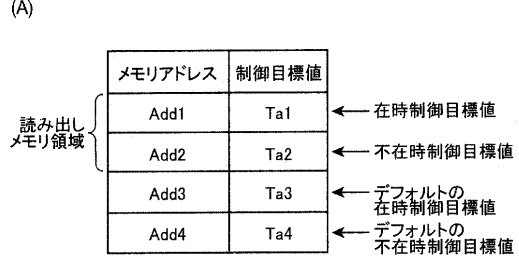 (A)
メモリアドレス 制御目標値
読み出し
メモリ領域
Add1 Ta1 在時制御目標値
Add2 Ta2 不在時制御目標値
Add3 Ta3 デフォルトの
在時制御目標値
Add4 Ta4 デフォルトの
不在時制御目標値